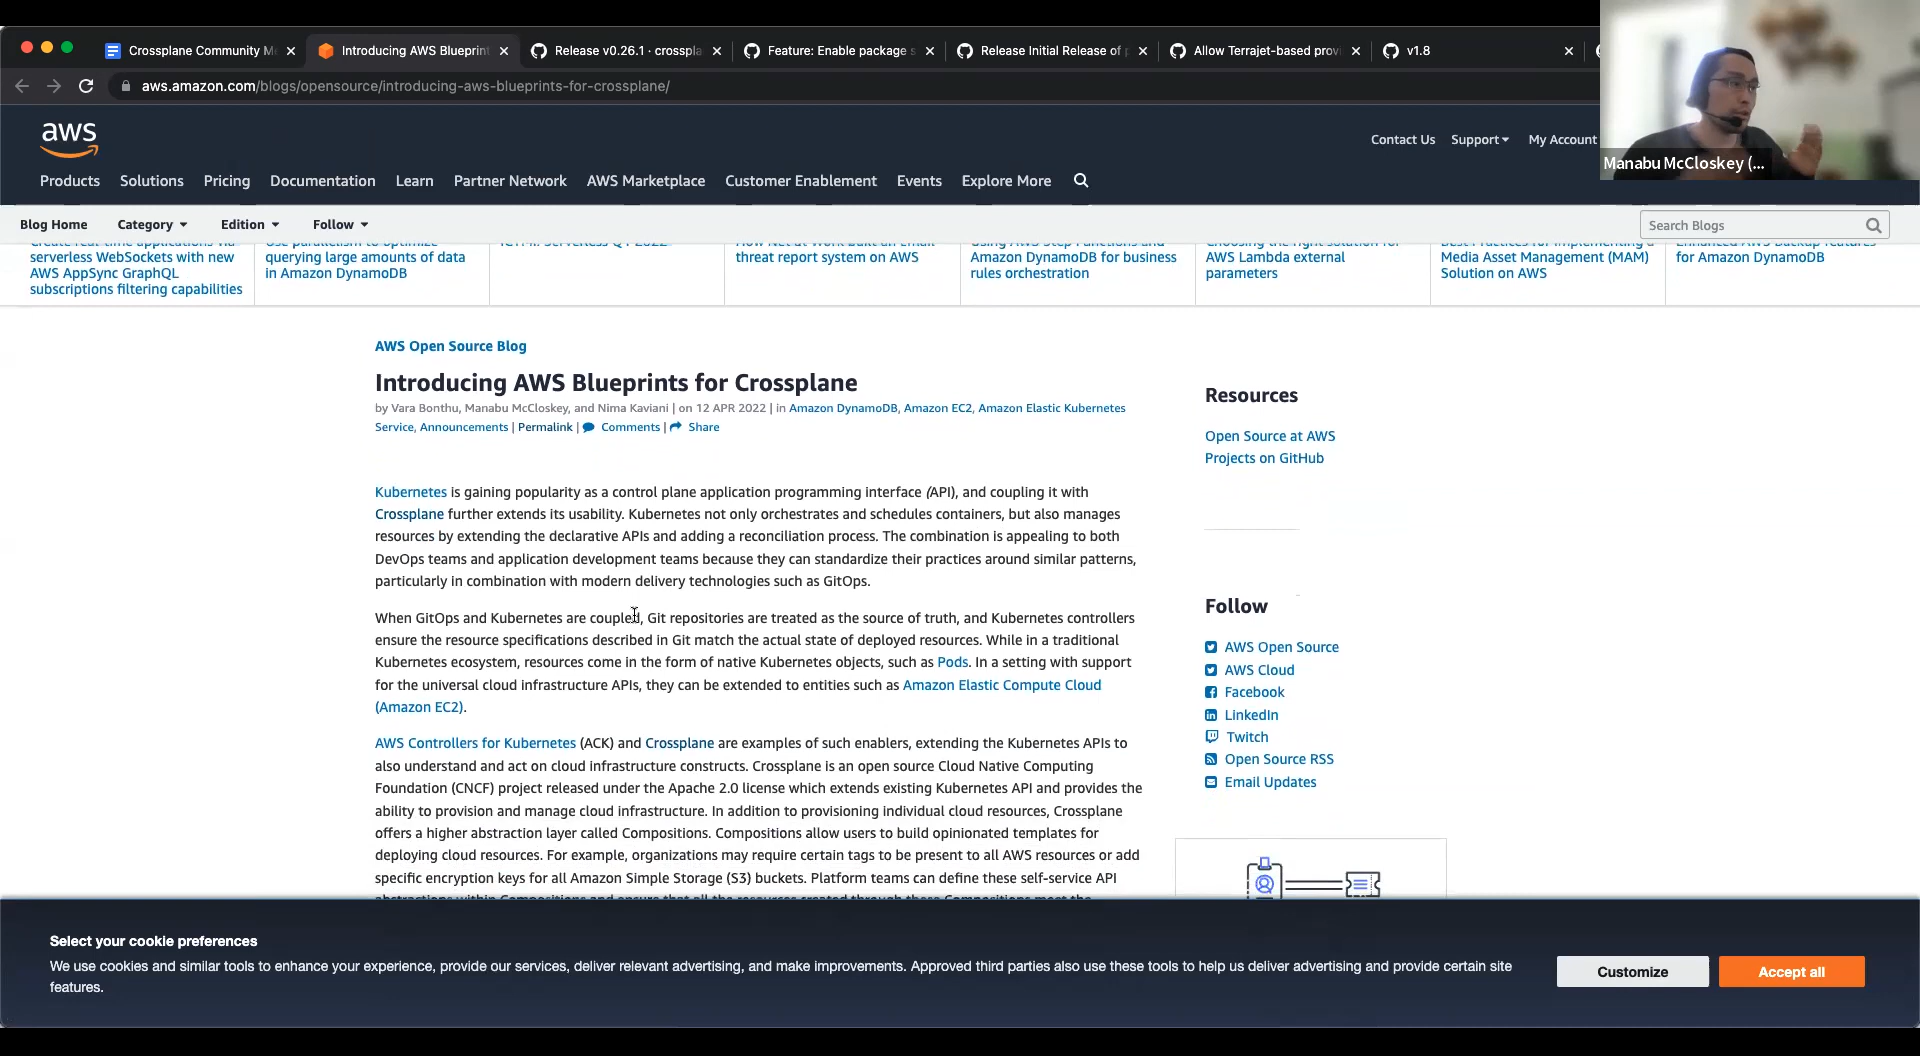 Crossplane Community M
Introducing AWS Blueprint
Release v0.26.1 · crosspla
Feature: Enable package s
Release Initial Release of p
Allow Terrajet-based prov
v1.8
aws.amazon.com/blogs/opensource/introducing-aws-blueprints-for-crossplane/
aws
Contact Us Support My Account
Manabu McCloskey (...
Products Solutions Pricing Documentation Learn Partner Network AWS Marketplace Customer Enablement Events Explore More
Blog Home Category Edition Follow
Search Blogs
Create real-time applications via
serverless WebSockets with new
AWS AppSync GraphQL
subscriptions filtering capabilities
Use parallelism to optimize
querying large amounts of data
in Amazon DynamoDB
ICYMI: Serverless Q1 2022
How Net at Work built an email
threat report system on AWS
Using AWS Step Functions and
Amazon DynamoDB for business
rules orchestration
Choosing the right solution for
AWS Lambda external
parameters
Best Practices for Implementing a
Media Asset Management (MAM)
Solution on AWS
Enhanced AWS Backup features
for Amazon DynamoDB
AWS Open Source Blog
Introducing AWS Blueprints for Crossplane
by Vara Bonthu, Manabu McCloskey, and Nima Kaviani | on 12 APR 2022 | in Amazon DynamoDB, Amazon EC2, Amazon Elastic Kubernetes
Service, Announcements | Permalink | Comments | Share
Kubernetes is gaining popularity as a control plane application programming interface (API), and coupling it with
Crossplane further extends its usability. Kubernetes not only orchestrates and schedules containers, but also manages
resources by extending the declarative APIs and adding a reconciliation process. The combination is appealing to both
DevOps teams and application development teams because they can standardize their practices around similar patterns,
particularly in combination with modern delivery technologies such as GitOps.
When GitOps and Kubernetes are coupled, Git repositories are treated as the source of truth, and Kubernetes controllers
ensure the resource specifications described in Git match the actual state of deployed resources. While in a traditional
Kubernetes ecosystem, resources come in the form of native Kubernetes objects, such as Pods. In a setting with support
for the universal cloud infrastructure APIs, they can be extended to entities such as Amazon Elastic Compute Cloud
(Amazon EC2).
AWS Controllers for Kubernetes (ACK) and Crossplane are examples of such enablers, extending the Kubernetes APIs to
also understand and act on cloud infrastructure constructs. Crossplane is an open source Cloud Native Computing
Foundation (CNCF) project released under the Apache 2.0 license which extends existing Kubernetes API and provides the
ability to provision and manage cloud infrastructure. In addition to provisioning individual cloud resources, Crossplane
offers a higher abstraction layer called Compositions. Compositions allow users to build opinionated templates for
deploying cloud resources. For example, organizations may require certain tags to be present to all AWS resources or add
specific encryption keys for all Amazon Simple Storage (S3) buckets. Platform teams can define these self-service API
abstractions within Compositions and ensure that all the resources created through these Compositions meet the
Resources
Open Source at AWS
Projects on GitHub
Follow
AWS Open Source
AWS Cloud
Facebook
LinkedIn
Twitch
Open Source RSS
Email Updates
Select your cookie preferences
We use cookies and similar tools to enhance your experience, provide our services, deliver relevant advertising, and make improvements. Approved third parties also use these tools to help us deliver advertising and provide certain site
features.
Customize
Accept all